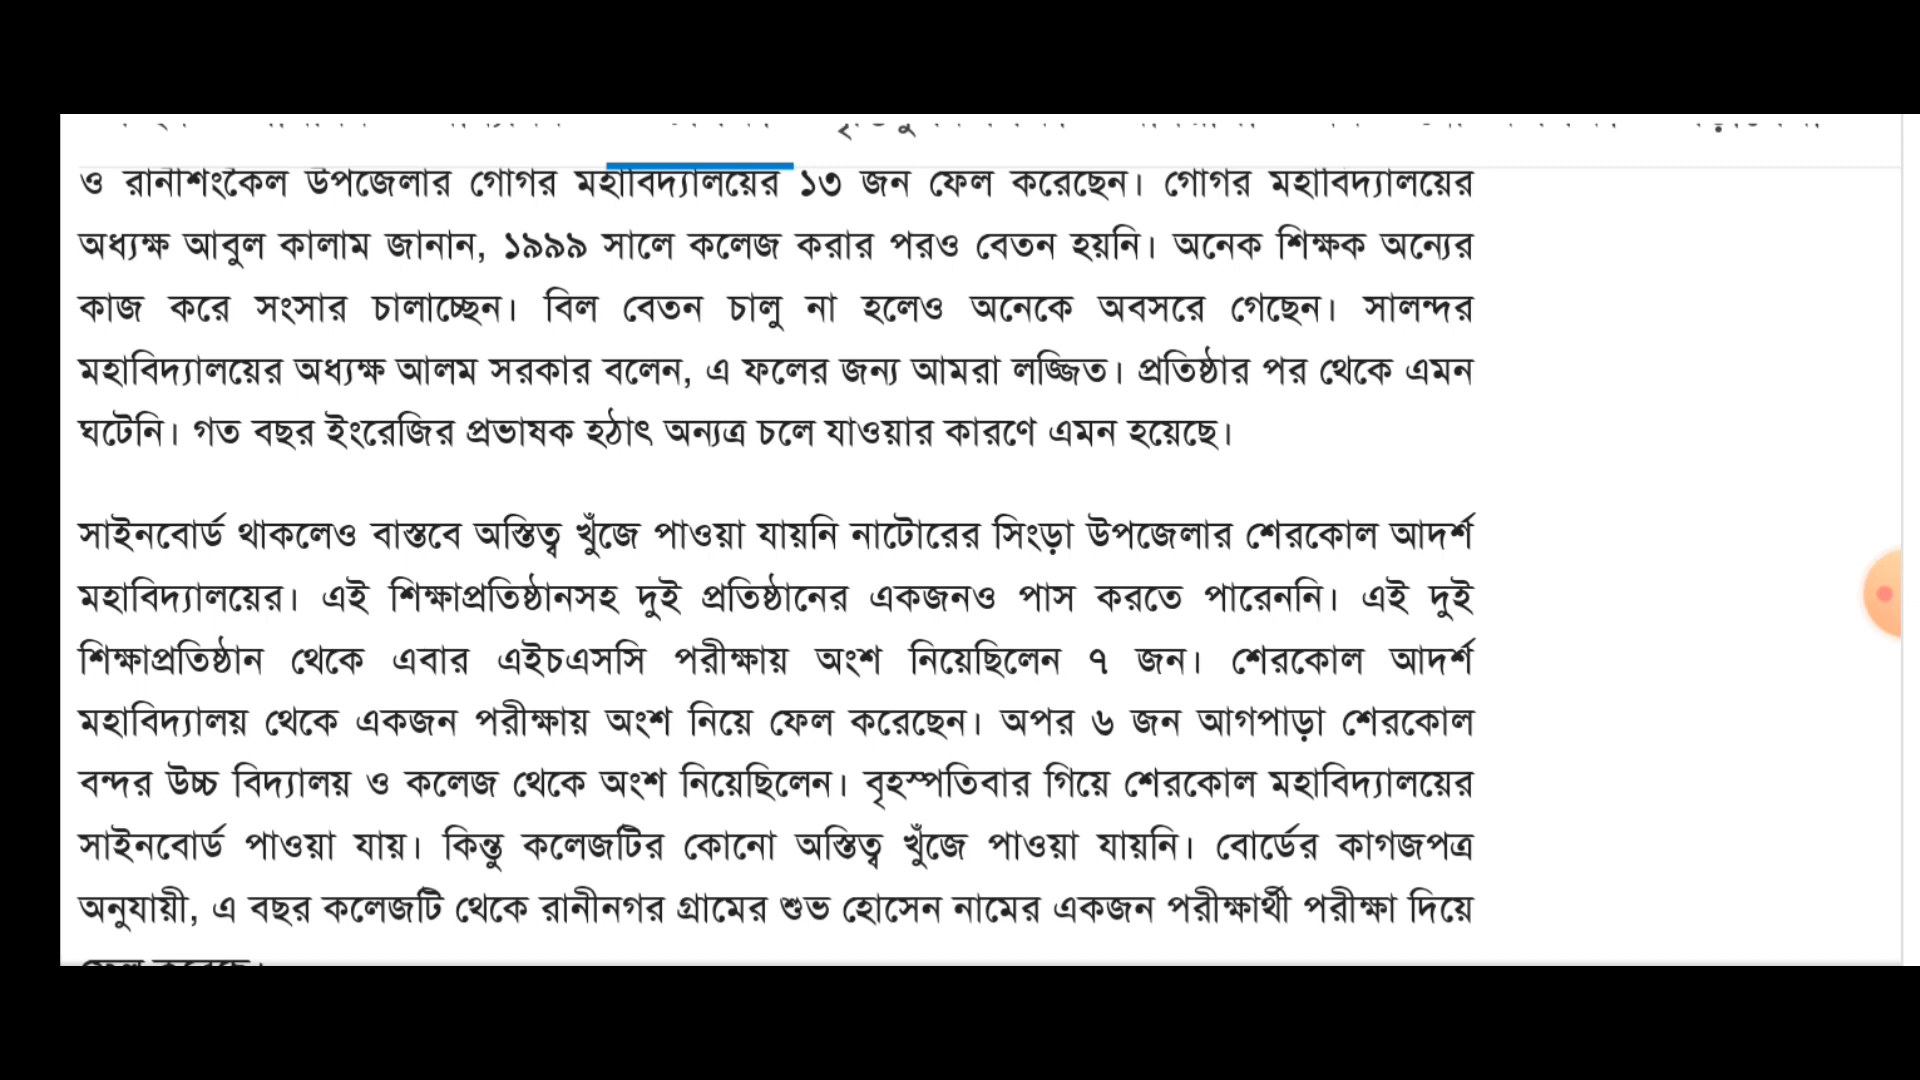 ও রানীশংকৈল উপজেলার গোগর মহাবিদ্যালয়ের ১৩ জন ফেল করেছেন। গোগর মহাবিদ্যালয়ের
অধ্যক্ষ আবুল কালাম জানান, ১৯৯৯ সালে কলেজ করার পরও বেতন হয়নি। অনেক শিক্ষক অন্যের
কাজ করে সংসার চালাচ্ছেন। বিল বেতন চালু না হলেও অনেকে অবসরে গেছেন। সালন্দর
মহাবিদ্যালয়ের অধ্যক্ষ আলম সরকার বলেন, এ ফলের জন্য আমরা লজ্জিত। প্রতিষ্ঠার পর থেকে এমন
ঘটেনি। গত বছর ইংরেজির প্রভাষক হঠাৎ অন্যত্র চলে যাওয়ার কারণে এমন হয়েছে।
সাইনবোর্ড থাকলেও বাস্তবে অস্তিত্ব খুঁজে পাওয়া যায়নি নাটোরের সিংড়া উপজেলার শেরকোল আদর্শ
মহাবিদ্যালয়ের। এই শিক্ষাপ্রতিষ্ঠানসহ দুই প্রতিষ্ঠানের একজনও পাস করতে পারেননি। এই দুই
শিক্ষাপ্রতিষ্ঠান থেকে এবার এইচএসসি পরীক্ষায় অংশ নিয়েছিলেন ৭ জন। শেরকোল আদর্শ
মহাবিদ্যালয় থেকে একজন পরীক্ষায় অংশ নিয়ে ফেল করেছেন। অপর ৬ জন আগপাড়া শেরকোল
বন্দর উচ্চ বিদ্যালয় ও কলেজ থেকে অংশ নিয়েছিলেন। বৃহস্পতিবার গিয়ে শেরকোল মহাবিদ্যালয়ের
সাইনবোর্ড পাওয়া যায়। কিন্তু কলেজটির কোনো অস্তিত্ব খুঁজে পাওয়া যায়নি। বোর্ডের কাগজপত্র
অনুযায়ী, এ বছর কলেজটি থেকে রানীনগর গ্রামের শুভ হোসেন নামের একজন পরীক্ষার্থী পরীক্ষা দিয়ে